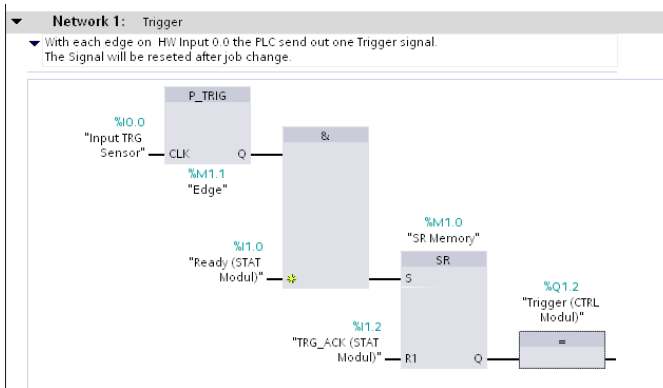 Network 1: Trigger
With each edge on HW Input 0.0 the PLC send out one Trigger signal.
The Signal will be reseted after job change.
P_TRIG
%I0.0
"Input TRG
Sensor"
CLK Q
%M1.1
"Edge"
&
%I1.0
"Ready (STAT
Modul)"
%M1.0
"SR Memory"
SR
S
%I1.2
"TRG_ACK (STAT
Modul)"
R1 Q
%Q1.2
"Trigger (CTRL
Modul)"
=